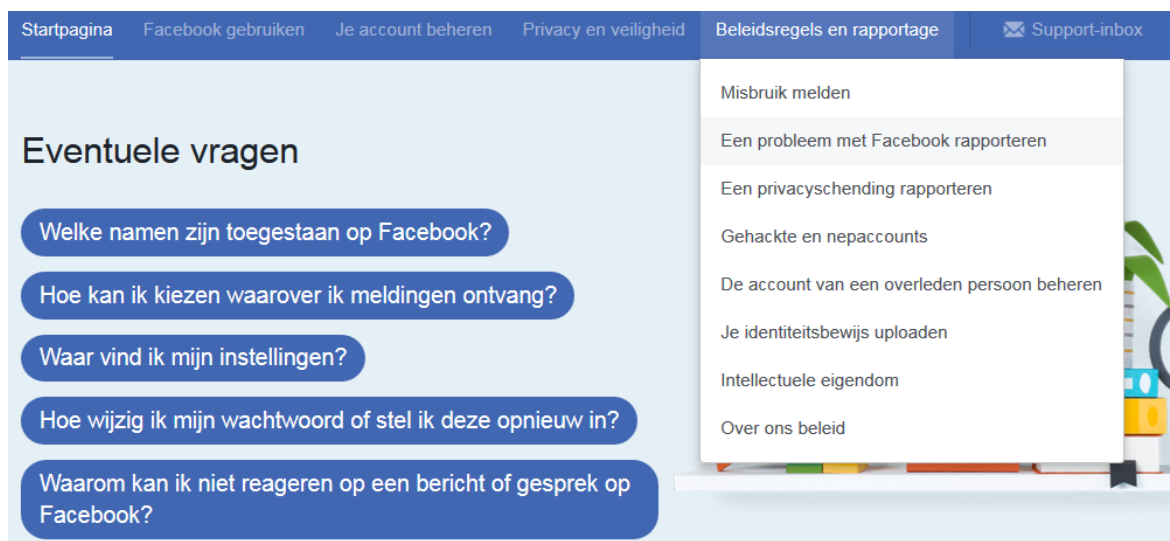 Startpagina
Facebook gebruiken
Je account beheren
Privacy en veiligheid
Beleidsregels en rapportage
Support-inbox
Misbruik melden
Een probleem met Facebook rapporteren
Een privacyschending rapporteren
Gehackte en nepaccounts
De account van een overleden persoon beheren
Je identiteitsbewijs uploaden
Intellectuele eigendom
Over ons beleid
Eventuele vragen
Welke namen zijn toegestaan op Facebook?
Hoe kan ik kiezen waarover ik meldingen ontvang?
Waar vind ik mijn instellingen?
Hoe wijzig ik mijn wachtwoord of stel ik deze opnieuw in?
Waarom kan ik niet reageren op een bericht of gesprek op
Facebook?